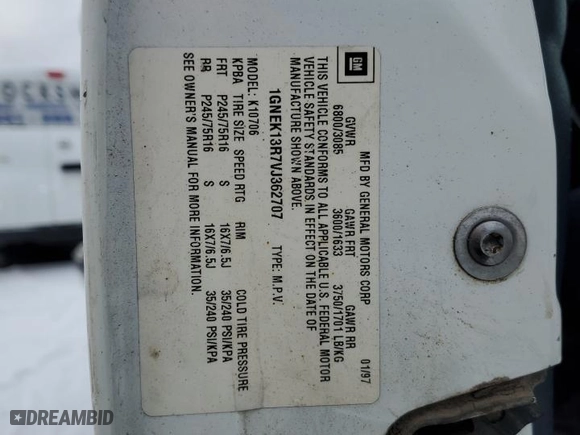 GM
MFD BY GENERAL MOTORS CORP 01/97
GVWR GAWR FRT GAWR RR
6800/3085 3600/1633 3750/1701 LB/KG
THIS VEHICLE CONFORMS TO ALL APPLICABLE U.S. FEDERAL MOTOR
VEHICLE SAFETY STANDARDS IN EFFECT ON THE DATE OF
MANUFACTURE SHOWN ABOVE.
1GNEK13R7VJ362707 TYPE: M.P.V.
MODEL: K10706
KPBA TIRE SIZE SPEED RTG RIM COLD TIRE PRESSURE
FRT P245/75R16 S 16X7/6.5J 35/240 PSI/KPA
RR P245/75R16 S 16X7/6.5J 35/240 PSI/KPA
SEE OWNER'S MANUAL FOR MORE INFORMATION.
DREAMBID